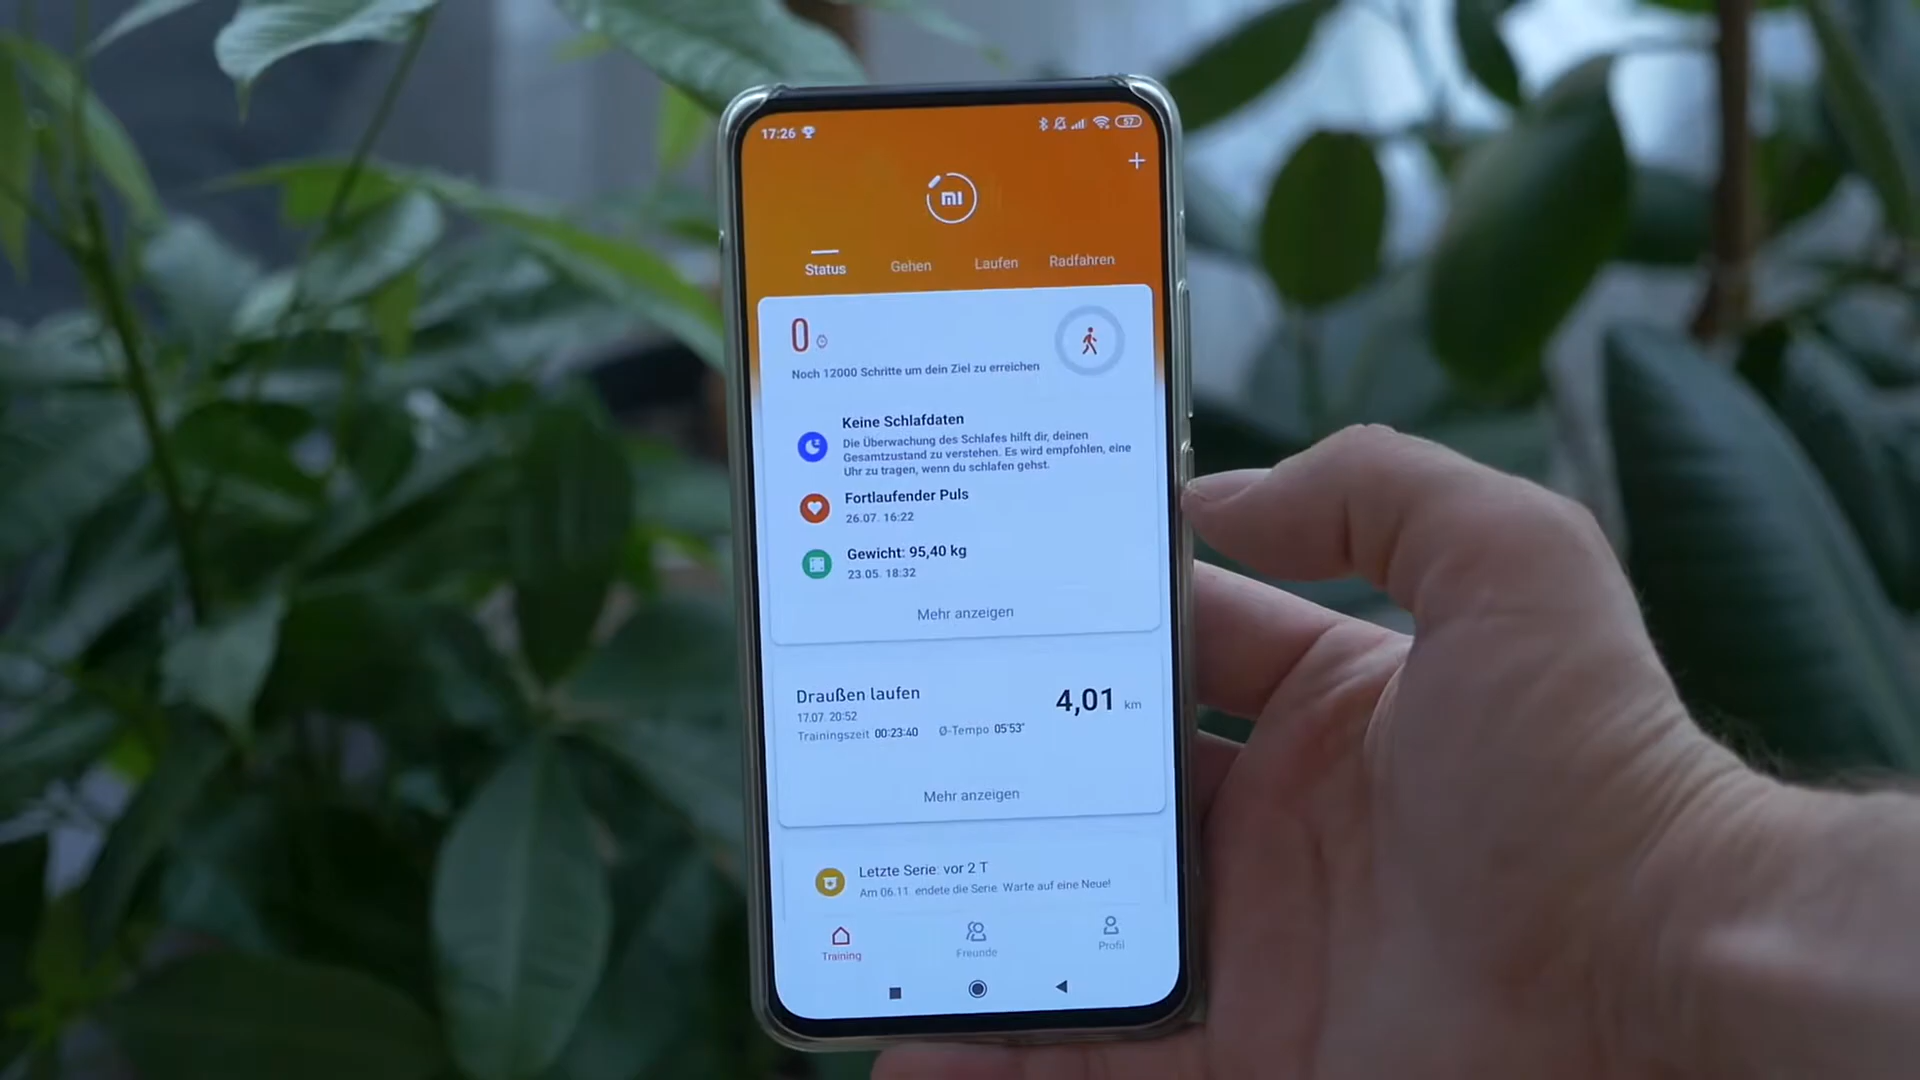 17:26
57
mi
Status Gehen Laufen Radfahren
0
Noch 12000 Schritte um dein Ziel zu erreichen
Keine Schlafdaten
Die Überwachung des Schlafes hilft dir, deinen
Gesamtzustand zu verstehen. Es wird empfohlen, eine
Uhr zu tragen, wenn du schlafen gehst.
Fortlaufender Puls
26.07. 16:22
Gewicht: 95,40 kg
23.05. 18:32
Mehr anzeigen
Draußen laufen
4,01 km
17.07. 20:52
Trainingszeit 00:23:40 Ø-Tempo 05'53"
Mehr anzeigen
Letzte Serie: vor 2 T
Am 06.11. endete die Serie. Warte auf eine Neue!
Training Freunde Profil